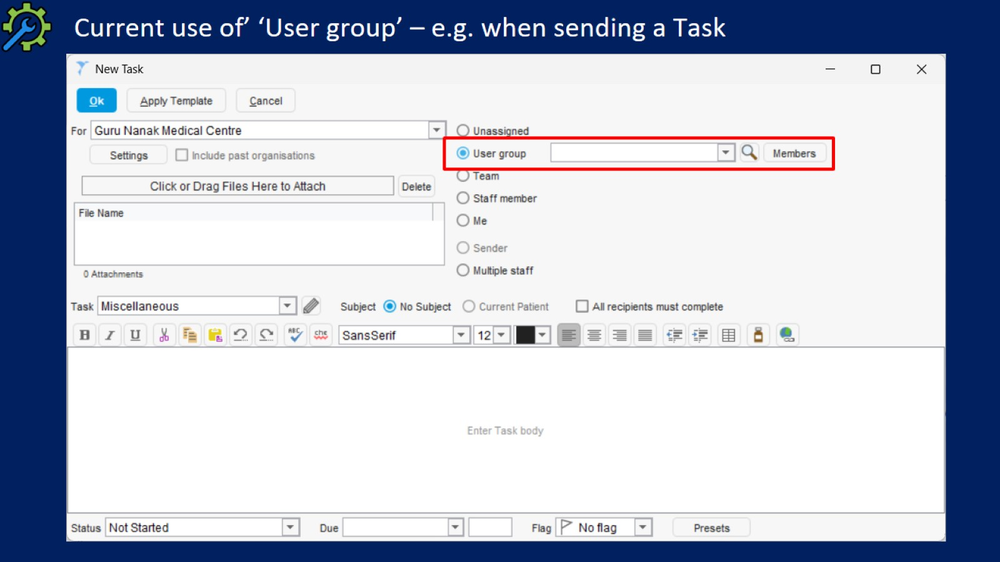 Current use of’ ‘User group’ – e.g. when sending a Task
New Task
Ok Apply Template Cancel
For Guru Nanak Medical Centre
Unassigned
Settings Include past organisations
User group Members
Team
Click or Drag Files Here to Attach Delete
Staff member
File Name
Me
Sender
Multiple staff
0 Attachments
Task Miscellaneous Subject No Subject Current Patient All recipients must complete
B I U ABC che SansSerif 12
Enter Task body
Status Not Started Due Flag No flag Presets